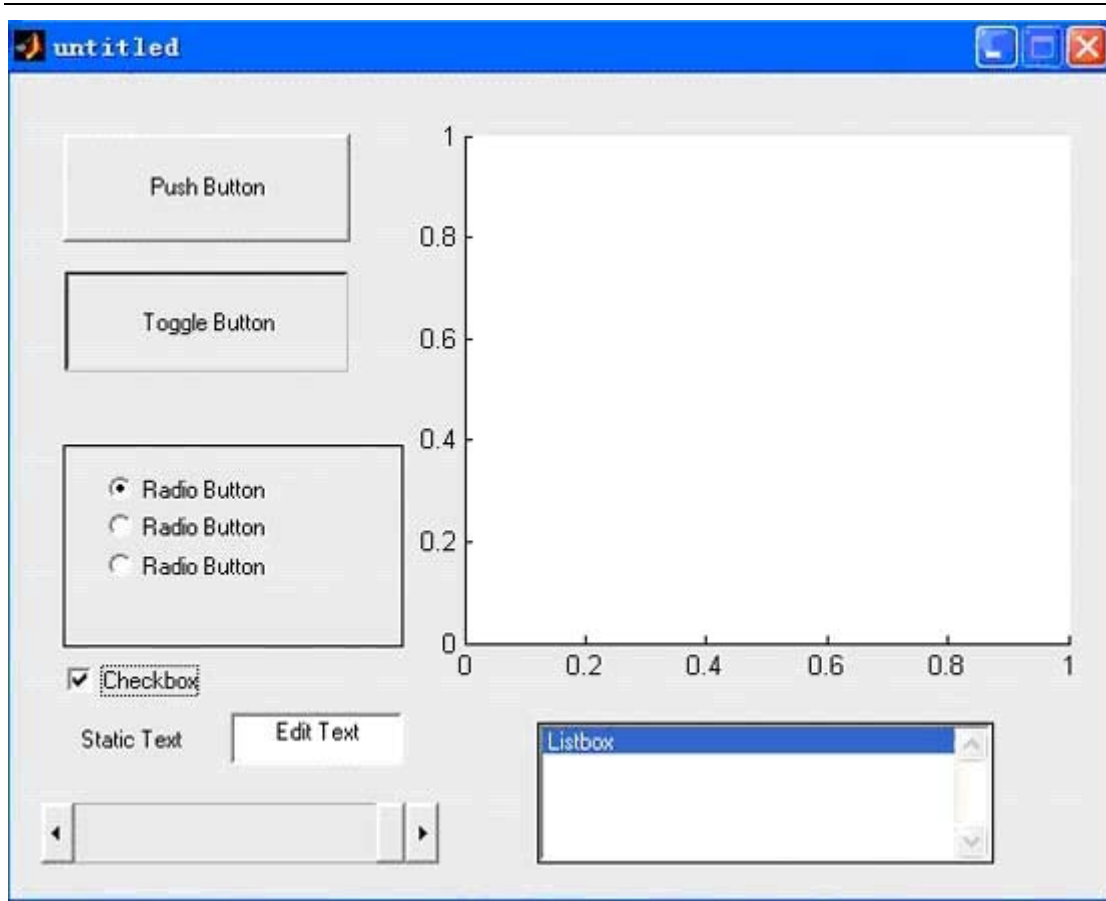 untitled
Push Button
Toggle Button
Radio Button
Radio Button
Radio Button
Checkbox
Static Text
Edit Text
1
0.8
0.6
0.4
0.2
0
0 0.2 0.4 0.6 0.8 1
Listbox